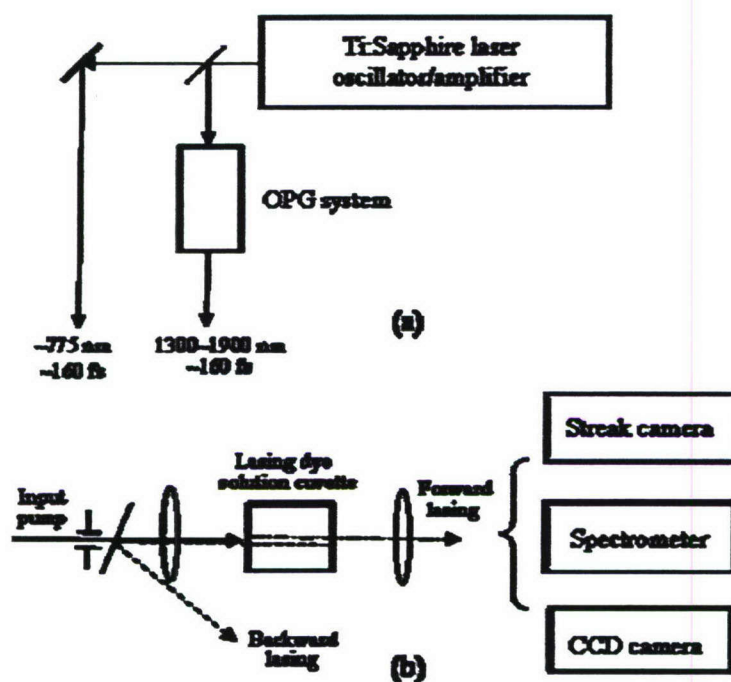 Ti:Sapphire laser
oscillator/amplifier
OPG system
(a)
~775 nm
~160 fs
1300–1900 nm
~160 fs
Streak camera
Lasing dye
solution cuvette
Forward
lasing
Input
pump
Spectrometer
Backward
lasing
(b)
CCD camera